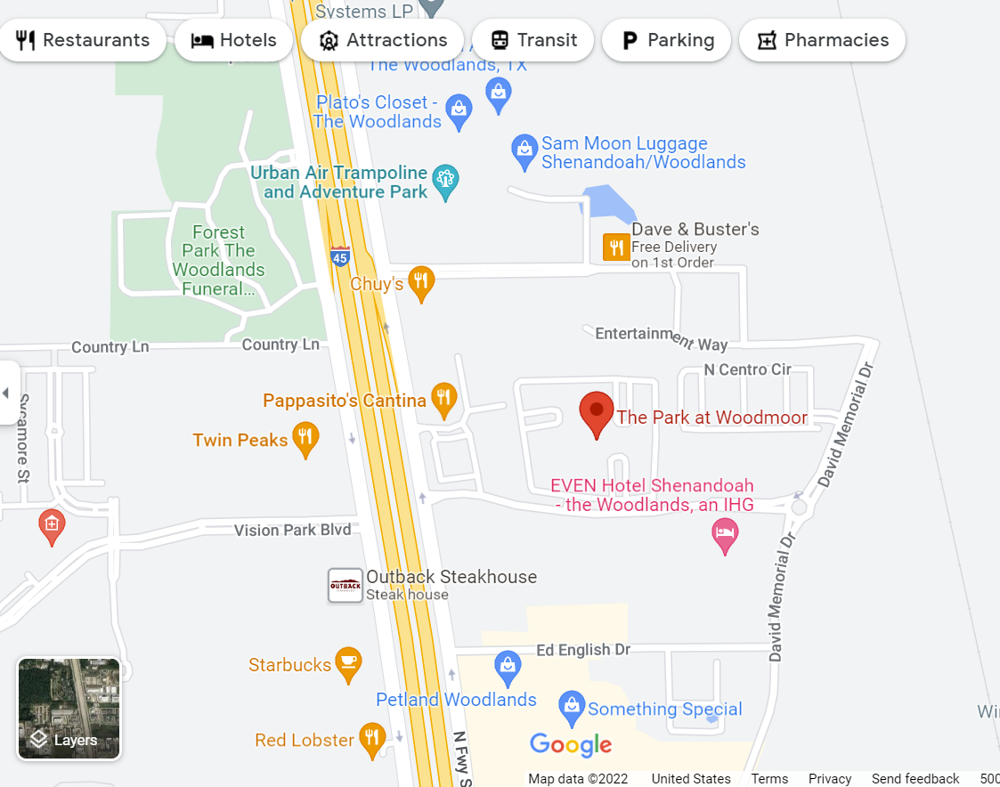 Systems LP
Restaurants
Hotels
Attractions
Transit
Parking
Pharmacies
The Woodlands, TX
Plato's Closet -
The Woodlands
Sam Moon Luggage
Shenandoah/Woodlands
Urban Air Trampoline
and Adventure Park
Forest
Park The
Woodlands
Funeral...
45
Dave & Buster's
Free Delivery
on 1st Order
Chuy's
Country Ln
Country Ln
Entertainment Way
N Centro Cir
David Memorial Dr
Pappasito's Cantina
The Park at Woodmoor
Twin Peaks
Sycamore St
EVEN Hotel Shenandoah
- the Woodlands, an IHG
Vision Park Blvd
David Memorial Dr
OUTBACK
Outback Steakhouse
Steak house
Ed English Dr
Starbucks
Petland Woodlands
Something Special
Layers
Red Lobster
N Fwy S
Google
Wi
Map data ©2022
United States
Terms
Privacy
Send feedback
500